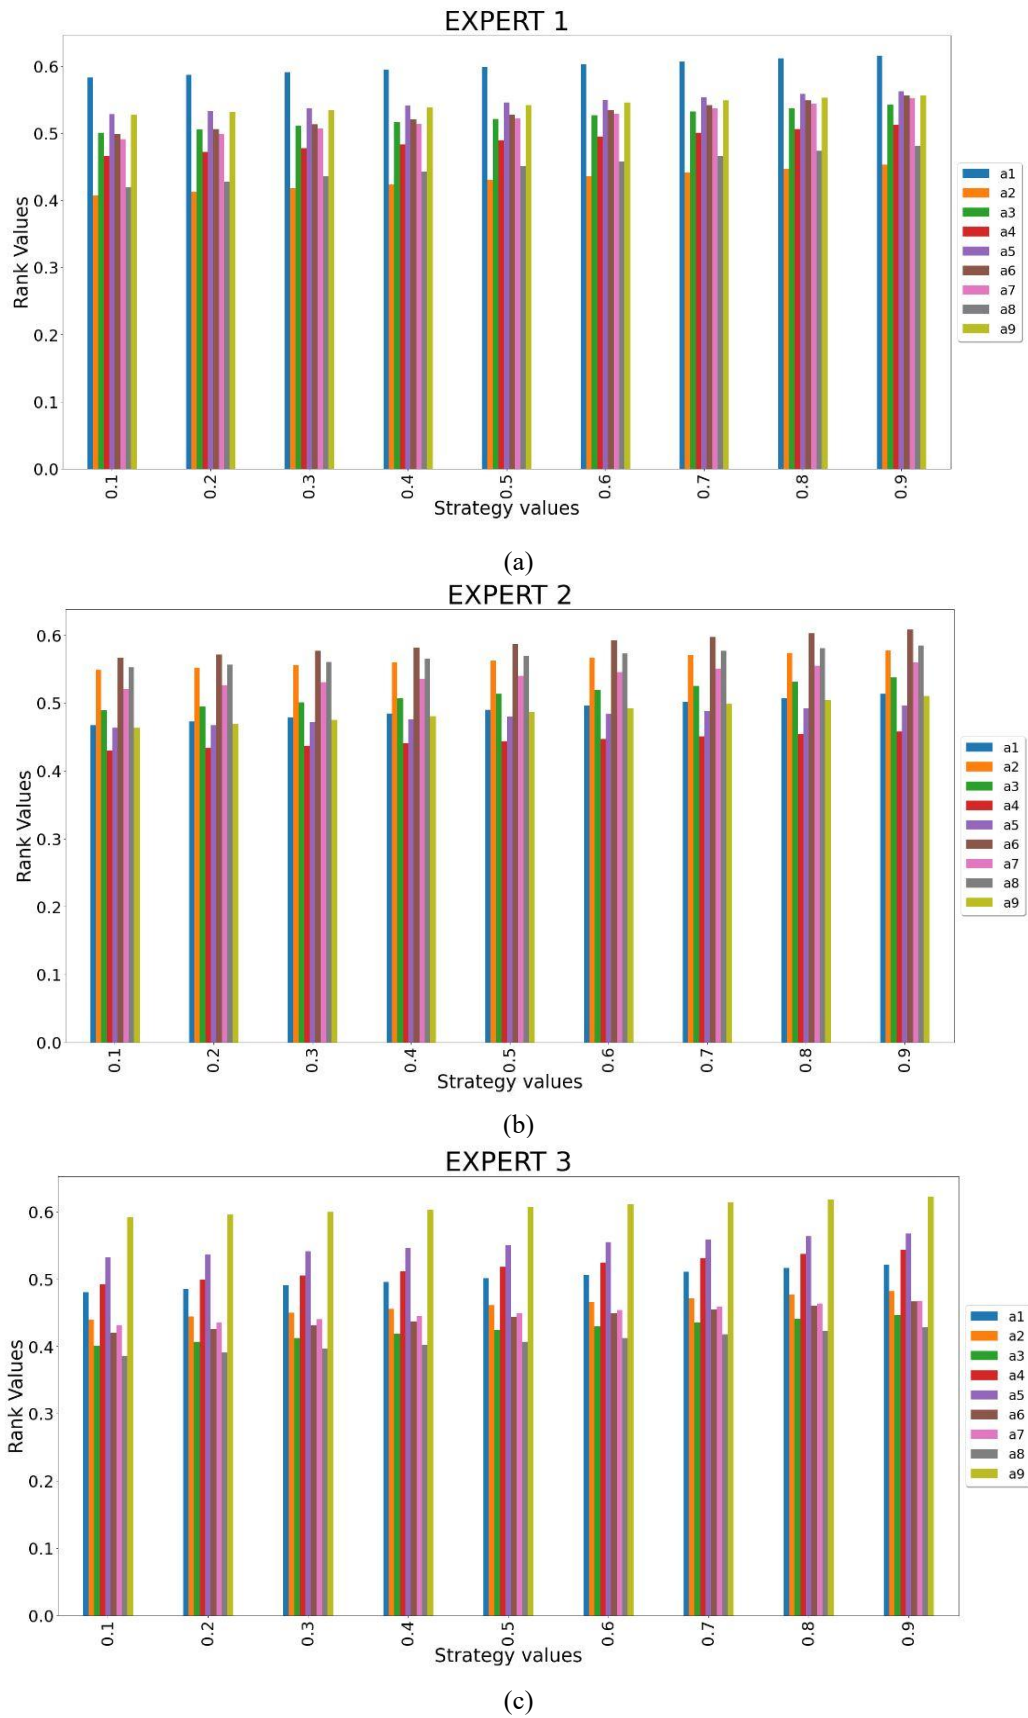 EXPERT 1
Rank Values
0.6
0.5
0.4
0.3
0.2
0.1
0.0
0.1 0.2 0.3 0.4 0.5 0.6 0.7 0.8 0.9
Strategy values
a1
a2
a3
a4
a5
a6
a7
a8
a9
(a)
EXPERT 2
Rank Values
0.6
0.5
0.4
0.3
0.2
0.1
0.0
0.1 0.2 0.3 0.4 0.5 0.6 0.7 0.8 0.9
Strategy values
a1
a2
a3
a4
a5
a6
a7
a8
a9
(b)
EXPERT 3
Rank Values
0.6
0.5
0.4
0.3
0.2
0.1
0.0
0.1 0.2 0.3 0.4 0.5 0.6 0.7 0.8 0.9
Strategy values
a1
a2
a3
a4
a5
a6
a7
a8
a9
(c)